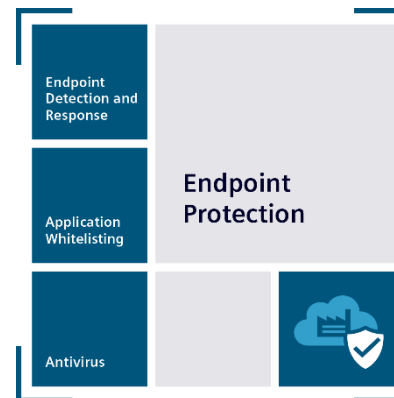 Endpoint
Detection and
Response
Endpoint
Protection
Application
Whitelisting
Antivirus